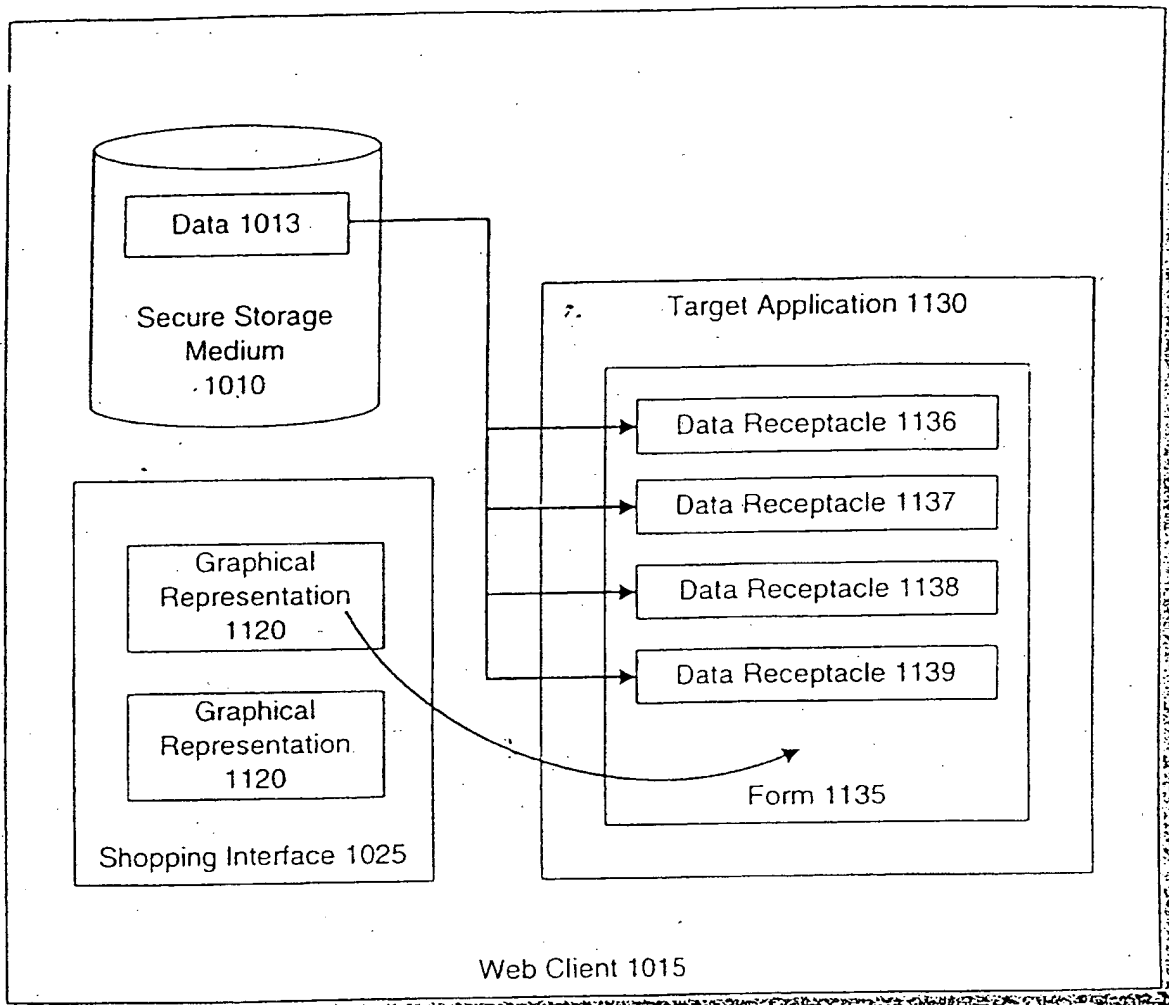 Data 1013
Secure Storage
Medium
1010
Target Application 1130
Data Receptacle 1136
Data Receptacle 1137
Data Receptacle 1138
Data Receptacle 1139
Form 1135
Graphical
Representation
1120
Graphical
Representation
1120
Shopping Interface 1025
Web Client 1015